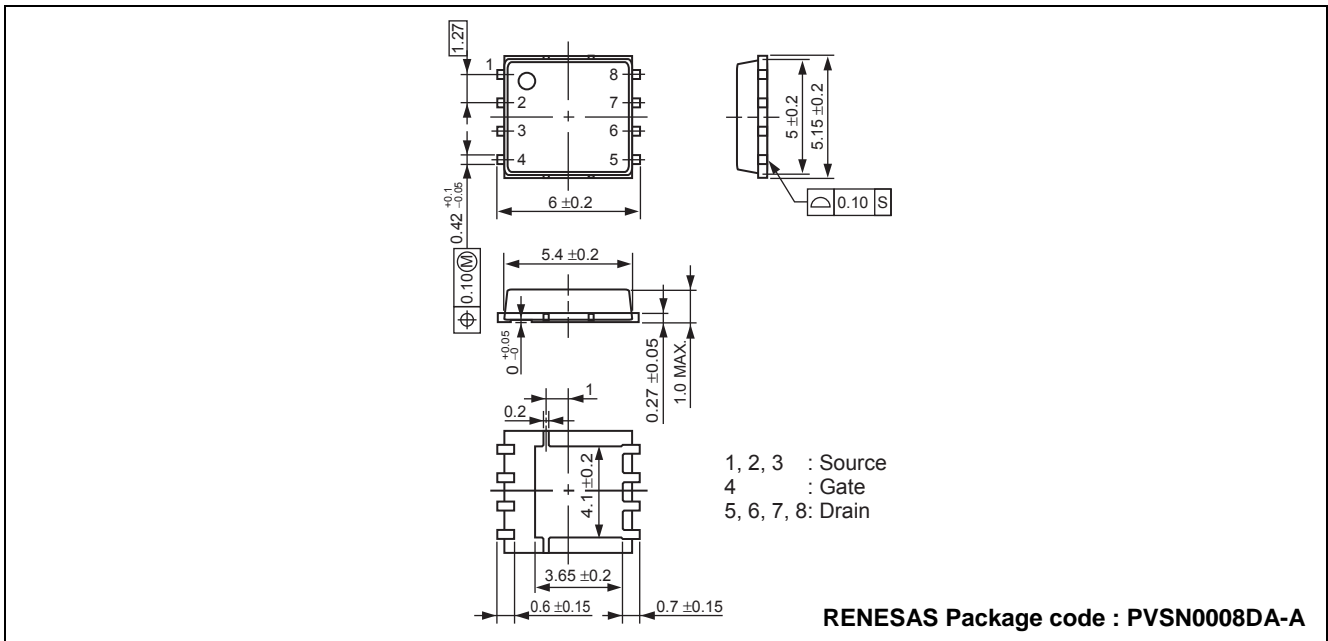 1.27
1
8
2
7
3
6
4
5
0.42 +0.1 −0.05
6 ±0.2
5 ±0.2
5.15 ±0.2
0.10 S
0.10 M
5.4 ±0.2
0 +0.05 −0
0.27 ±0.05
1.0 MAX.
1
0.2
4.1 ±0.2
3.65 ±0.2
0.6 ±0.15
0.7 ±0.15
1, 2, 3 : Source
4 : Gate
5, 6, 7, 8: Drain
RENESAS Package code : PVSN0008DA-A